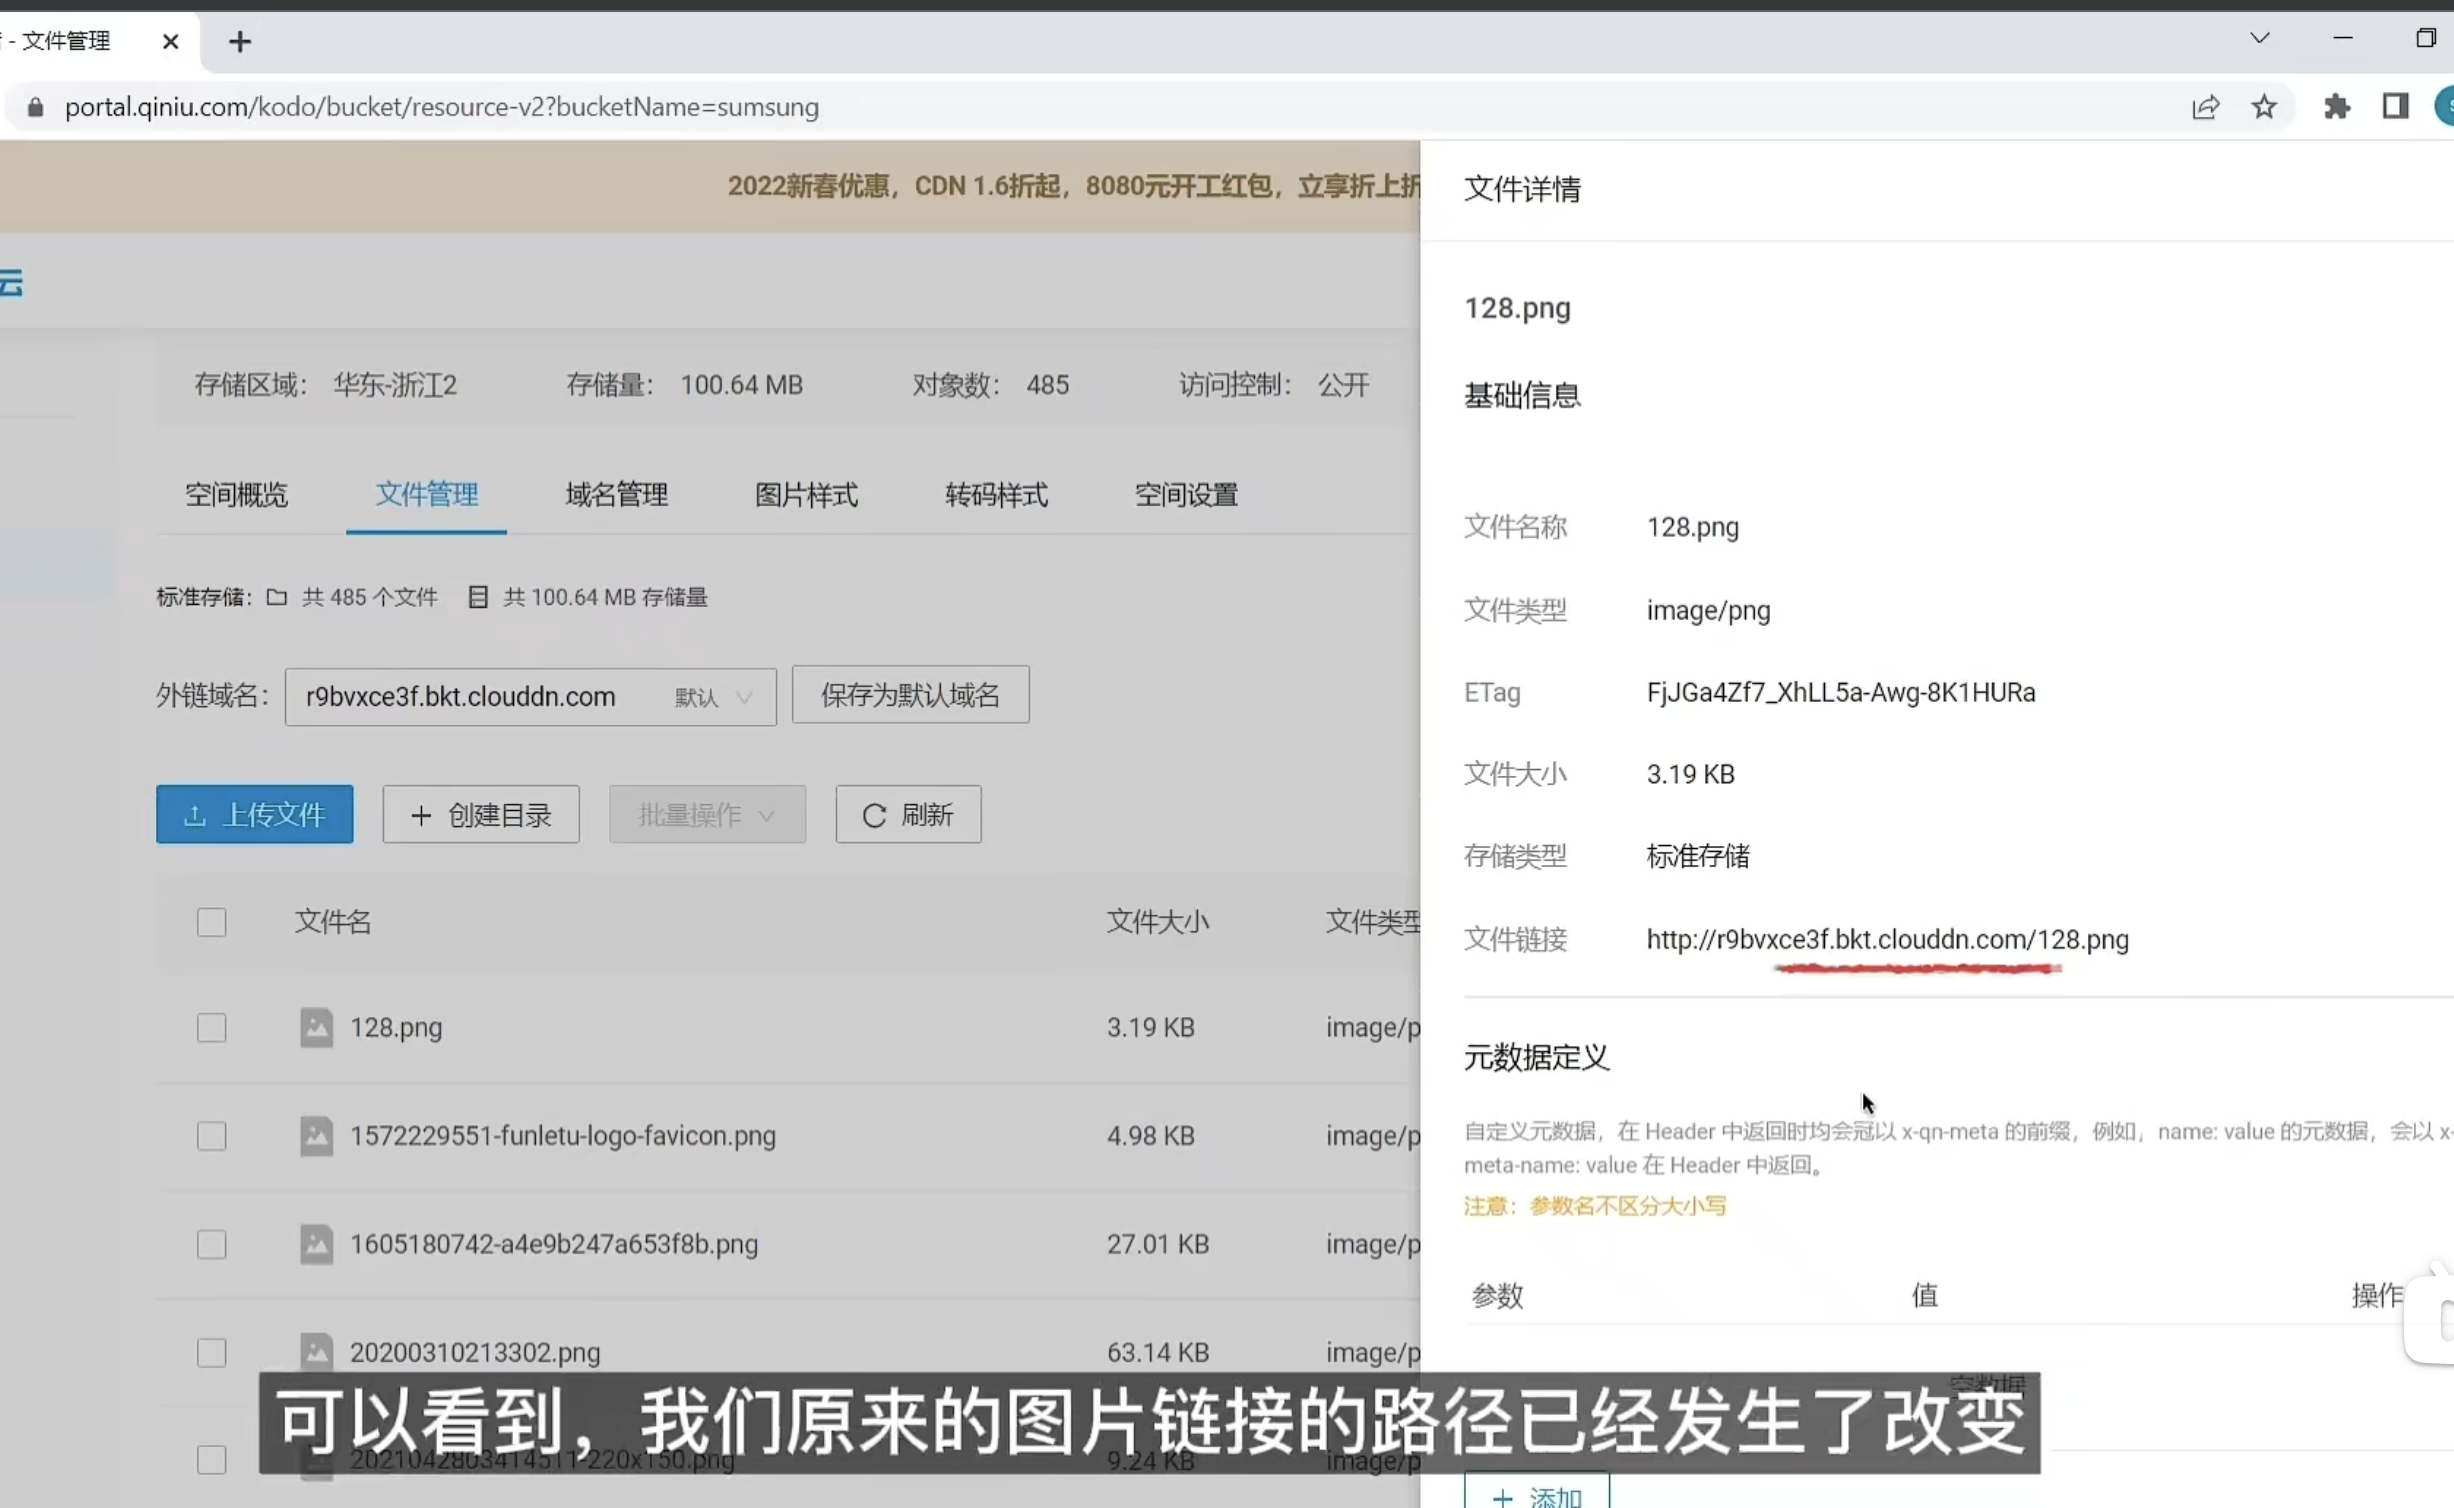 - 文件管理
portal.qiniu.com/kodo/bucket/resource-v2?bucketName=sumsung
2022新春优惠，CDN 1.6折起，8080元开工红包，立享折上折
云
存储区域： 华东-浙江2 存储量： 100.64 MB 对象数： 485 访问控制： 公开
空间概览 文件管理 域名管理 图片样式 转码样式 空间设置
标准存储： 共 485 个文件 共 100.64 MB 存储量
外链域名： r9bvxce3f.bkt.clouddn.com 默认 保存为默认域名
上传文件 创建目录 批量操作 刷新
文件名 文件大小 文件类型
128.png 3.19 KB image/p
1572229551-funletu-logo-favicon.png 4.98 KB image/p
1605180742-a4e9b247a653f8b.png 27.01 KB image/p
20200310213302.png 63.14 KB image/p
2021042803414511-220x150.png 9.24 KB image/p
文件详情
128.png
基础信息
文件名称 128.png
文件类型 image/png
ETag FjJGa4Zf7_XhLL5a-Awg-8K1HURa
文件大小 3.19 KB
存储类型 标准存储
文件链接 http://r9bvxce3f.bkt.clouddn.com/128.png
元数据定义
自定义元数据，在 Header 中返回时均会冠以 x-qn-meta 的前缀，例如，name: value 的元数据，会以 x-
meta-name: value 在 Header 中返回。
注意：参数名不区分大小写
参数 值 操作
空数据
添加
可以看到，我们原来的图片链接的路径已经发生了改变